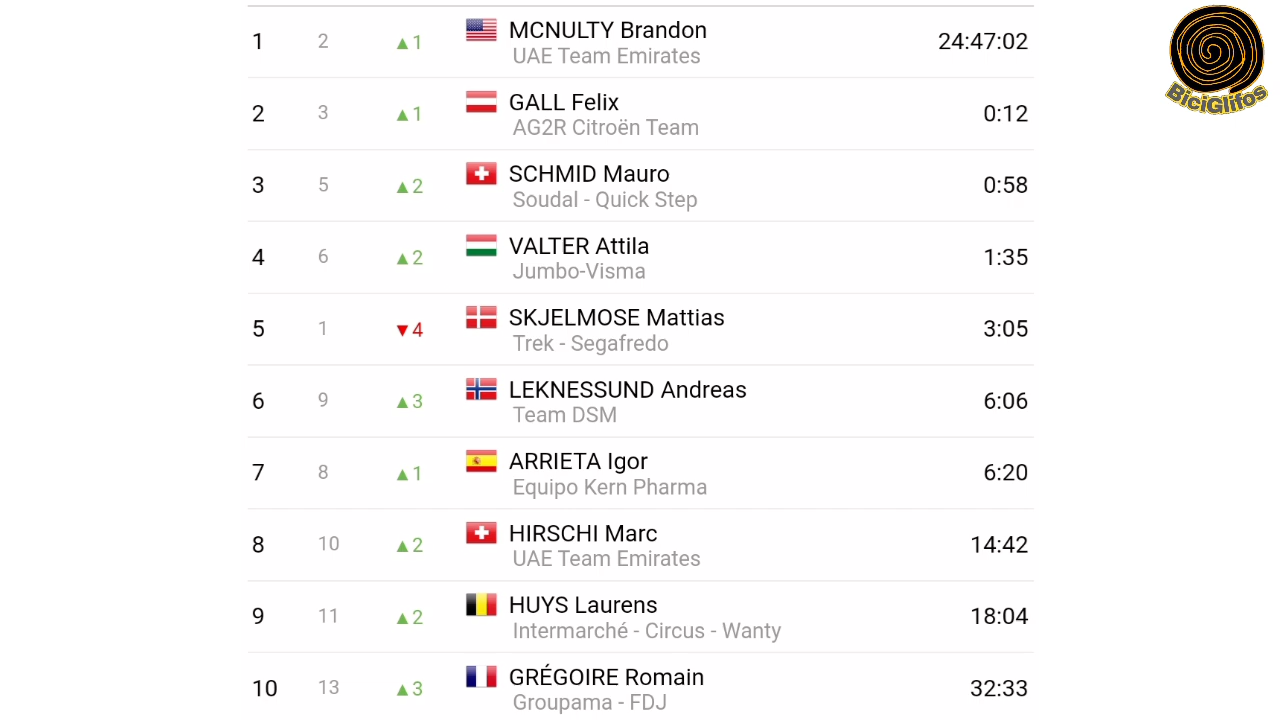 1 2 ▲1 MCNULTY Brandon 24:47:02
UAE Team Emirates
2 3 ▲1 GALL Felix 0:12
AG2R Citroën Team
3 5 ▲2 SCHMID Mauro 0:58
Soudal - Quick Step
4 6 ▲2 VALTER Attila 1:35
Jumbo-Visma
5 1 ▼4 SKJELMOSE Mattias 3:05
Trek - Segafredo
6 9 ▲3 LEKNESSUND Andreas 6:06
Team DSM
7 8 ▲1 ARRIETA Igor 6:20
Equipo Kern Pharma
8 10 ▲2 HIRSCHI Marc 14:42
UAE Team Emirates
9 11 ▲2 HUYS Laurens 18:04
Intermarché - Circus - Wanty
10 13 ▲3 GRÉGOIRE Romain 32:33
Groupama - FDJ
BiciGlifos